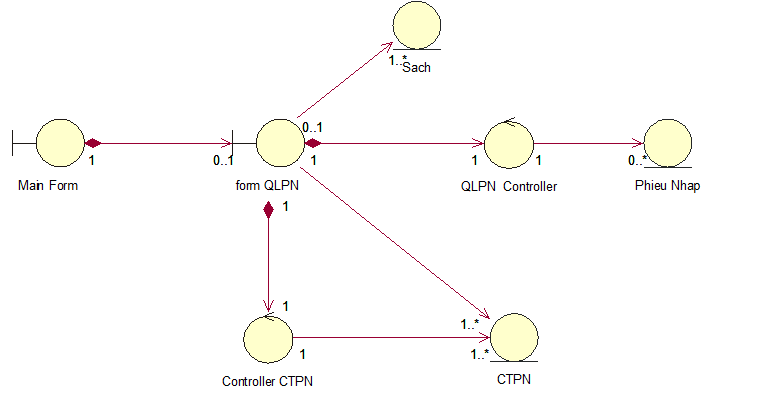 1..*
Sach
0..1
1
0..1
1
1
1
0..*
Main Form
form QLPN
QLPN Controller
Phieu Nhap
1
1
1..*
1
1..*
Controller CTPN
CTPN